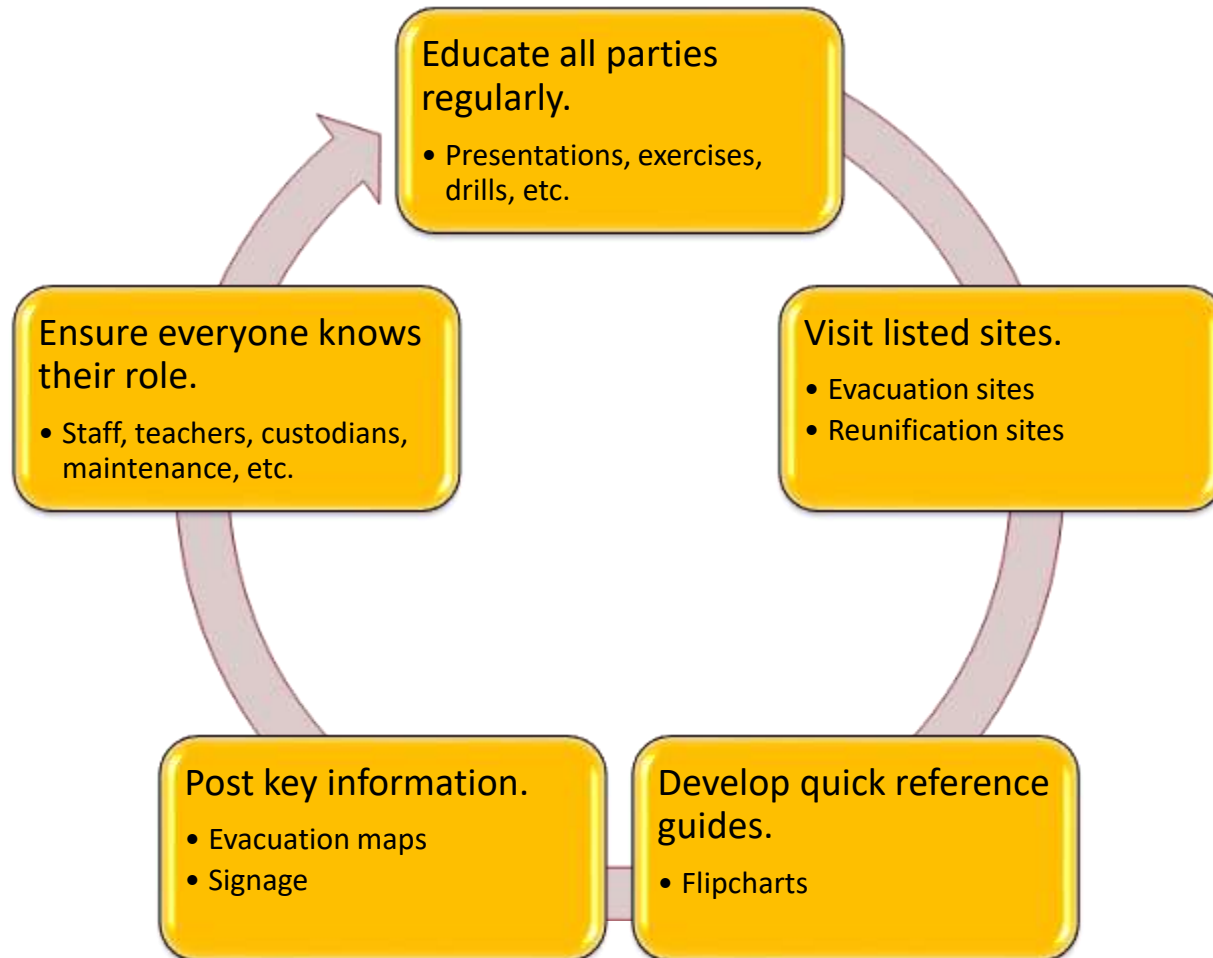 Educate all parties
regularly.
• Presentations, exercises,
drills, etc.
Visit listed sites.
• Evacuation sites
• Reunification sites
Develop quick reference
guides.
• Flipcharts
Post key information.
• Evacuation maps
• Signage
Ensure everyone knows
their role.
• Staff, teachers, custodians,
maintenance, etc.